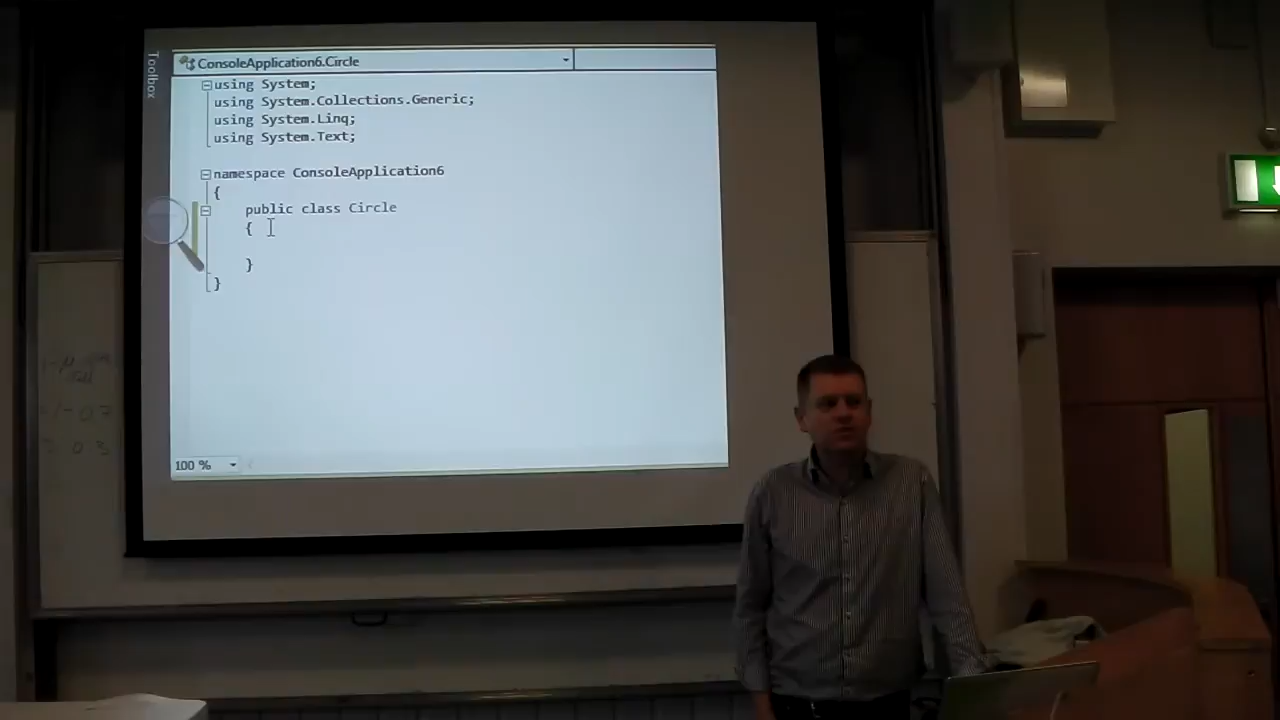 Toolbox
ConsoleApplication6.Circle
using System;
using System.Collections.Generic;
using System.Linq;
using System.Text;
namespace ConsoleApplication6
{
public class Circle
{
}
}
100 %